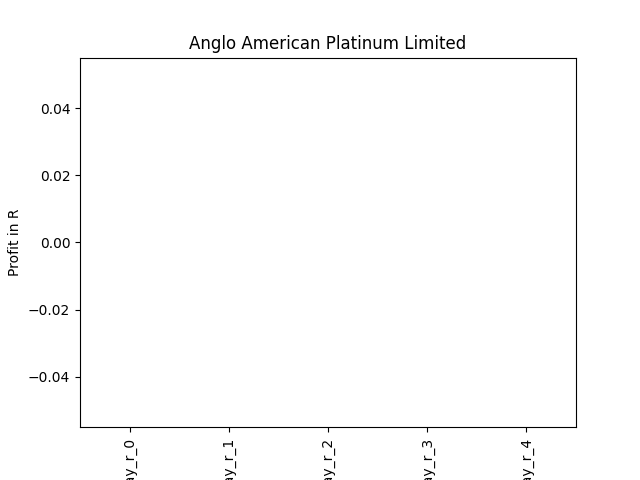 Anglo American Platinum Limited
0.04
0.02
0.00
−0.02
−0.04
Profit in R
ay_r_0
ay_r_1
ay_r_2
ay_r_3
ay_r_4